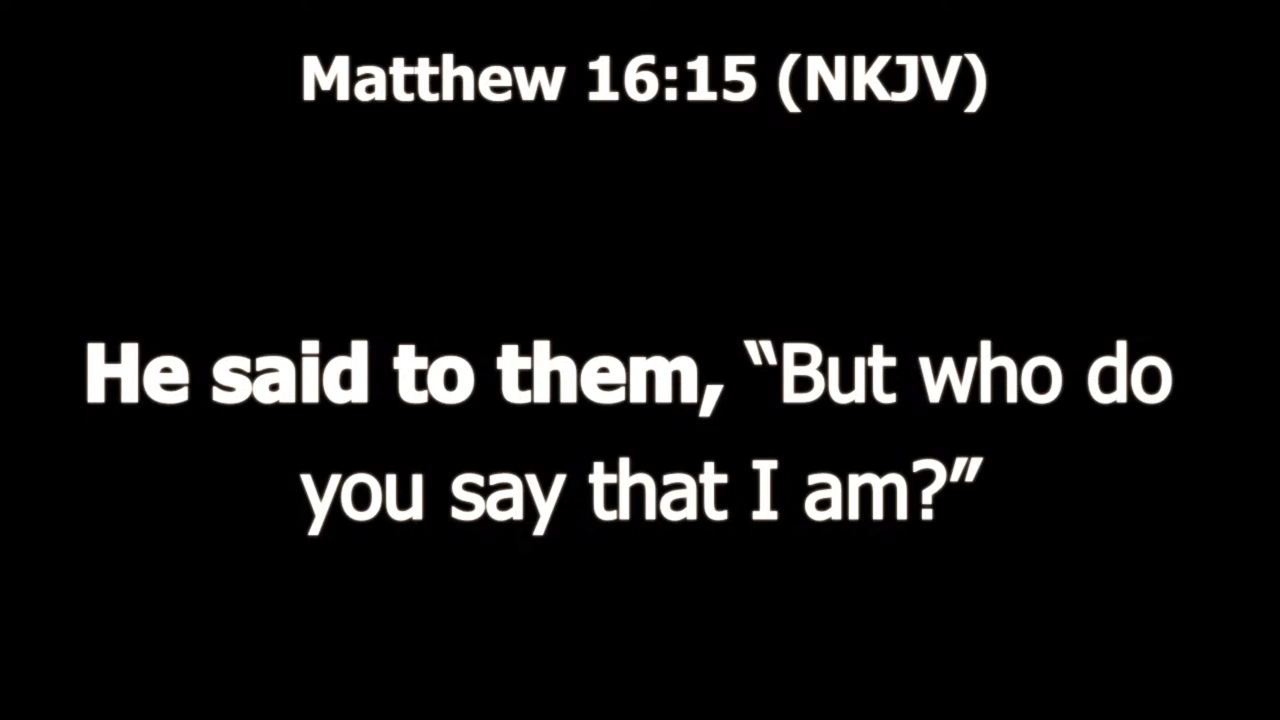 Matthew 16:15 (NKJV)
He said to them, “But who do
you say that I am?”